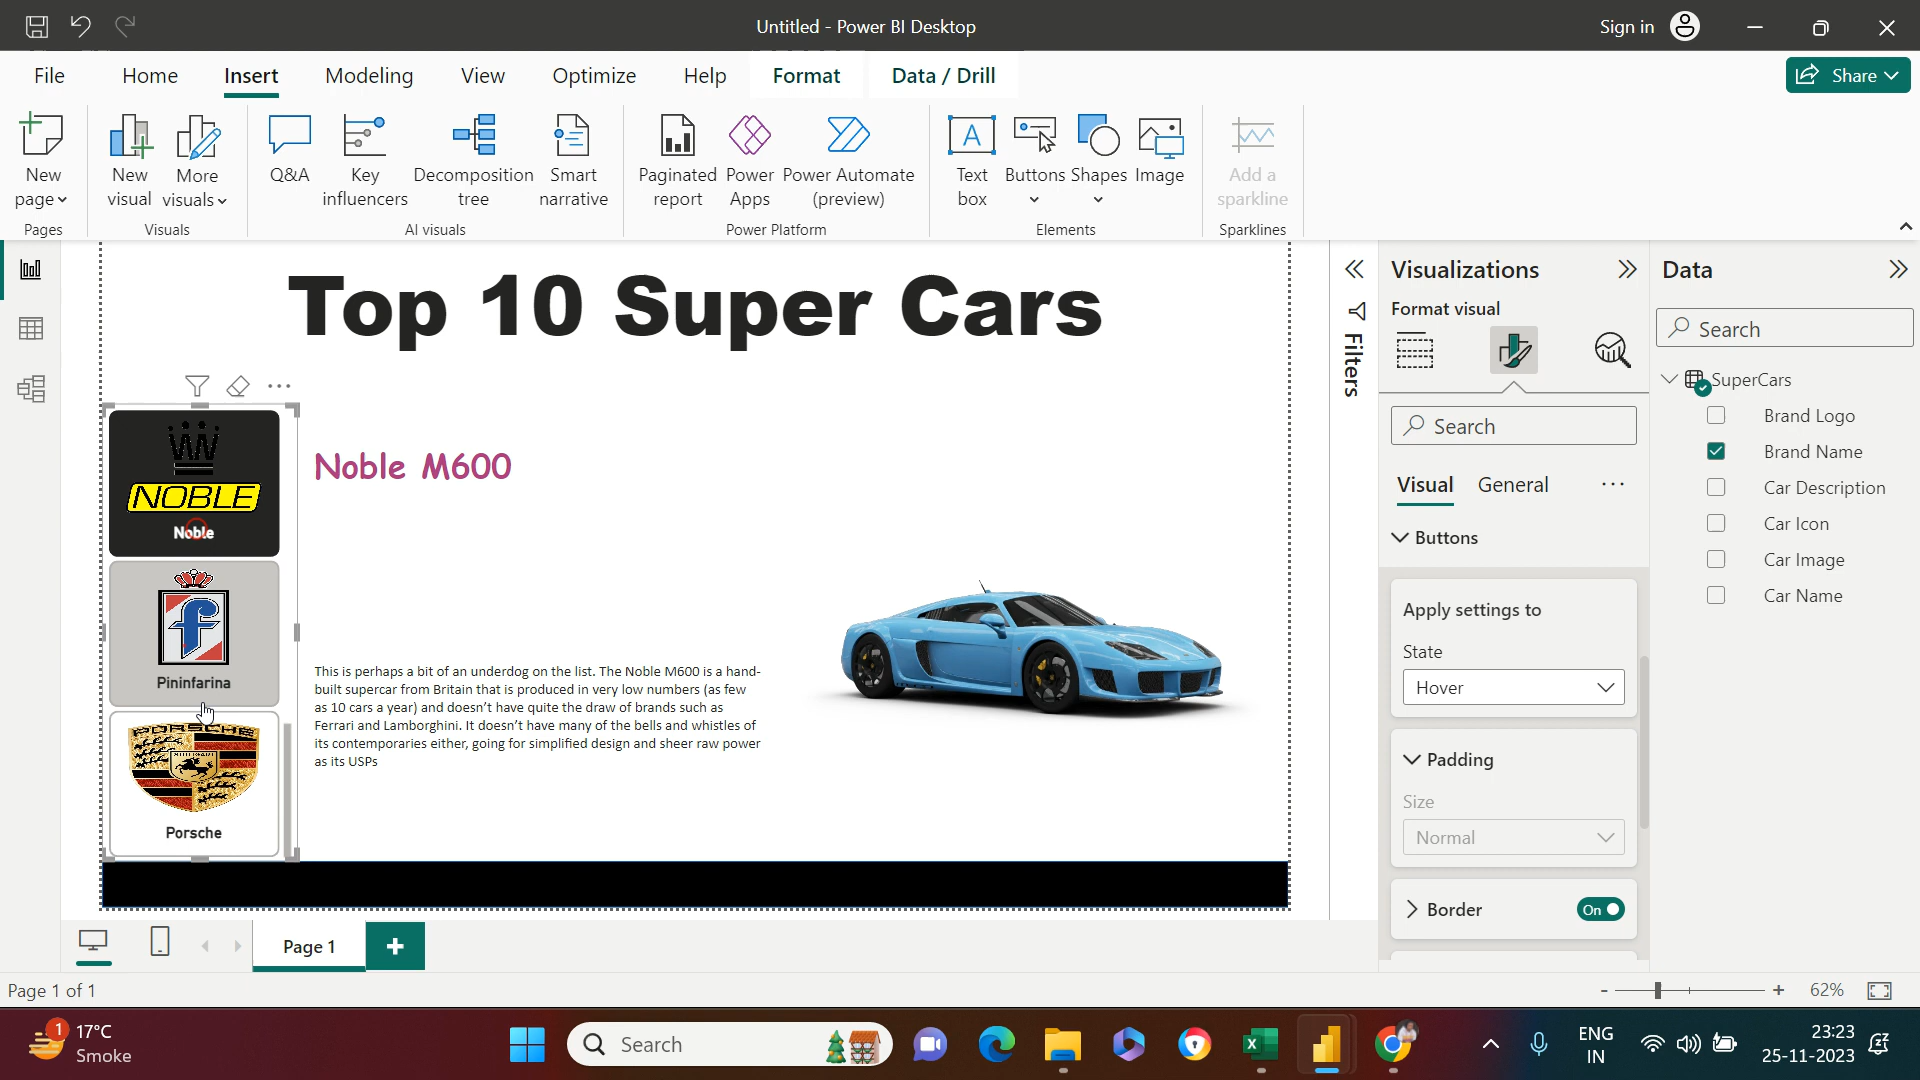 Untitled - Power BI Desktop
Sign in
File
Home
Insert
Modeling
View
Optimize
Help
Format
Data / Drill
Share
New page
New visual
More visuals
Q&A
Key influencers
Decomposition tree
Smart narrative
Paginated report
Power Apps
Power Automate (preview)
Text box
Buttons
Shapes
Image
Add a sparkline
Pages
Visuals
AI visuals
Power Platform
Elements
Sparklines
Top 10 Super Cars
NOBLE
Noble
Pininfarina
PORSCHE
Porsche
Noble M600
This is perhaps a bit of an underdog on the list. The Noble M600 is a hand-
built supercar from Britain that is produced in very low numbers (as few
as 10 cars a year) and doesn't have quite the draw of brands such as
Ferrari and Lamborghini. It doesn't have many of the bells and whistles of
its contemporaries either, going for simplified design and sheer raw power
as its USPs
Filters
Visualizations
Format visual
Search
Visual
General
Buttons
Apply settings to
State
Hover
Padding
Size
Normal
Border
On
Data
Search
SuperCars
Brand Logo
Brand Name
Car Description
Car Icon
Car Image
Car Name
Page 1
Page 1 of 1
62%
1
17°C
Smoke
Search
ENG
IN
23:23
25-11-2023